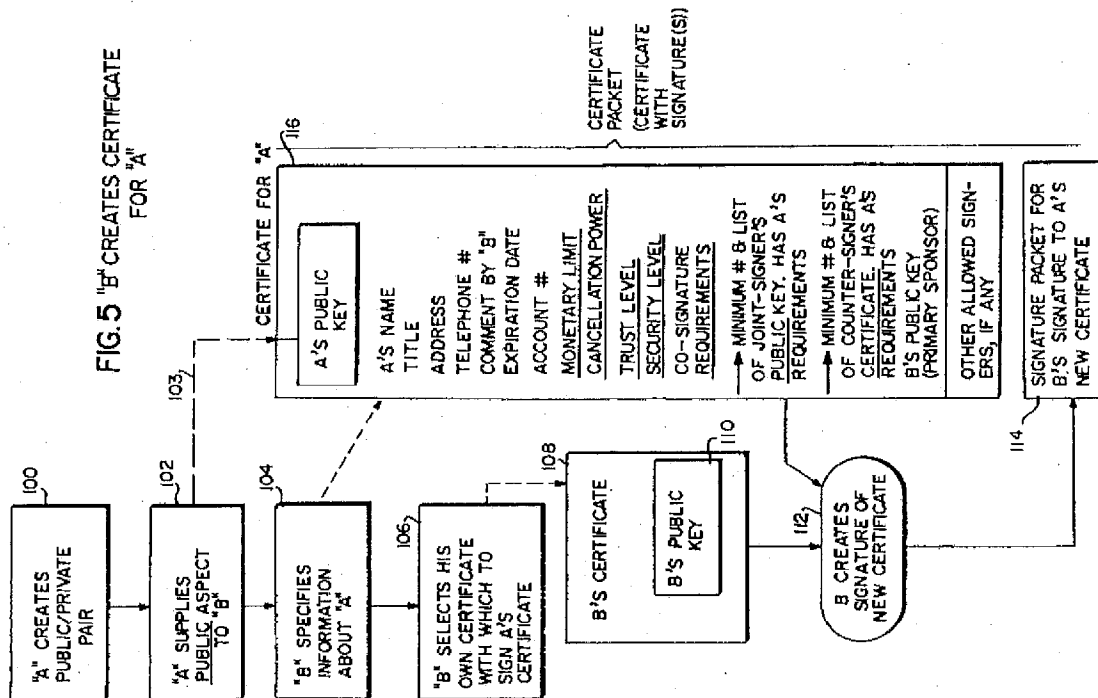 FIG. 5 "B" CREATES CERTIFICATE
FOR "A"
100
"A" CREATES
PUBLIC/PRIVATE
PAIR
102
103
"A" SUPPLIES
PUBLIC ASPECT
TO "B"
104
"B" SPECIFIES
INFORMATION
ABOUT "A"
106
"B" SELECTS HIS
OWN CERTIFICATE
WITH WHICH TO
SIGN A'S
CERTIFICATE
108
B'S CERTIFICATE
110
B'S PUBLIC
KEY
112
B CREATES
SIGNATURE OF
NEW CERTIFICATE
CERTIFICATE FOR "A"
116
A'S PUBLIC
KEY
A'S NAME
TITLE
ADDRESS
TELEPHONE #
COMMENT BY "B"
EXPIRATION DATE
ACCOUNT #
MONETARY LIMIT
CANCELLATION POWER
TRUST LEVEL
SECURITY LEVEL
CO-SIGNATURE
REQUIREMENTS
MINIMUM # & LIST
OF JOINT-SIGNER'S
PUBLIC KEY, HAS A'S
REQUIREMENTS
MINIMUM # & LIST
OF COUNTER-SIGNER'S
CERTIFICATE. HAS A'S
REQUIREMENTS
B'S PUBLIC KEY
(PRIMARY SPONSOR)
OTHER ALLOWED SIGN-
ERS, IF ANY
114
SIGNATURE PACKET FOR
B'S SIGNATURE TO A'S
NEW CERTIFICATE
CERTIFICATE
PACKET
(CERTIFICATE
WITH
SIGNATURE(S))